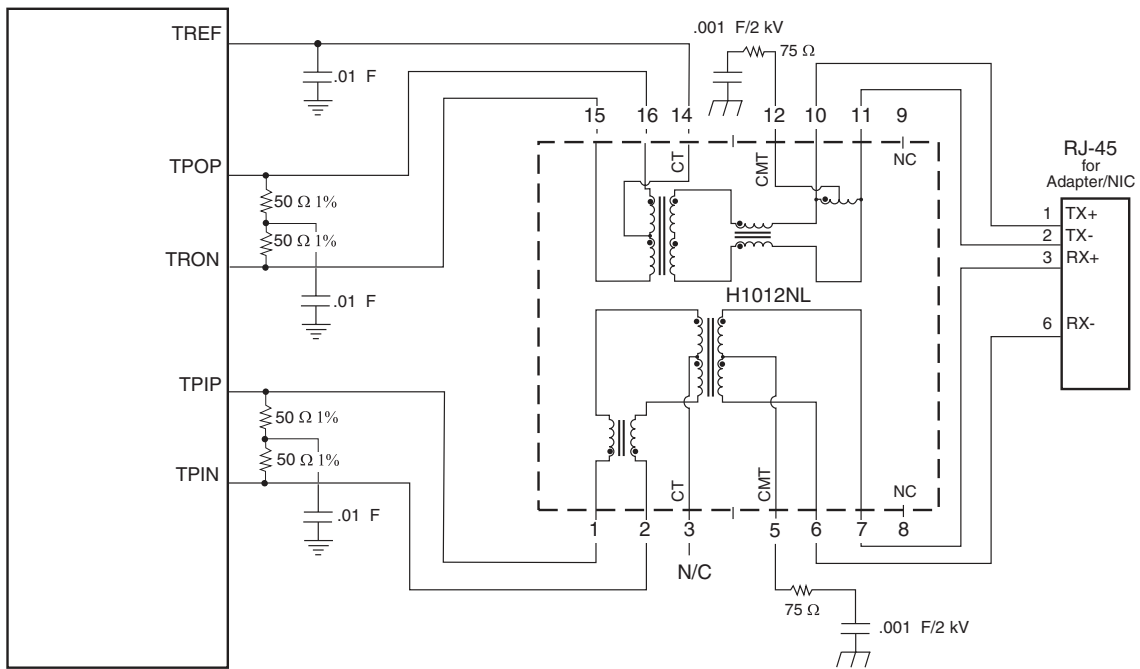 TREF
.01 F
.001 F/2 kV
75 Ω
15
16
14
12
10
11
9
CT
CMT
NC
RJ-45
for
Adapter/NIC
TPOP
50 Ω 1%
50 Ω 1%
TRON
.01 F
1 TX+
2 TX-
3 RX+
6 RX-
H1012NL
TPIP
50 Ω 1%
50 Ω 1%
TPIN
.01 F
CT
CMT
NC
1
2
3
5
6
7
8
N/C
75 Ω
.001 F/2 kV